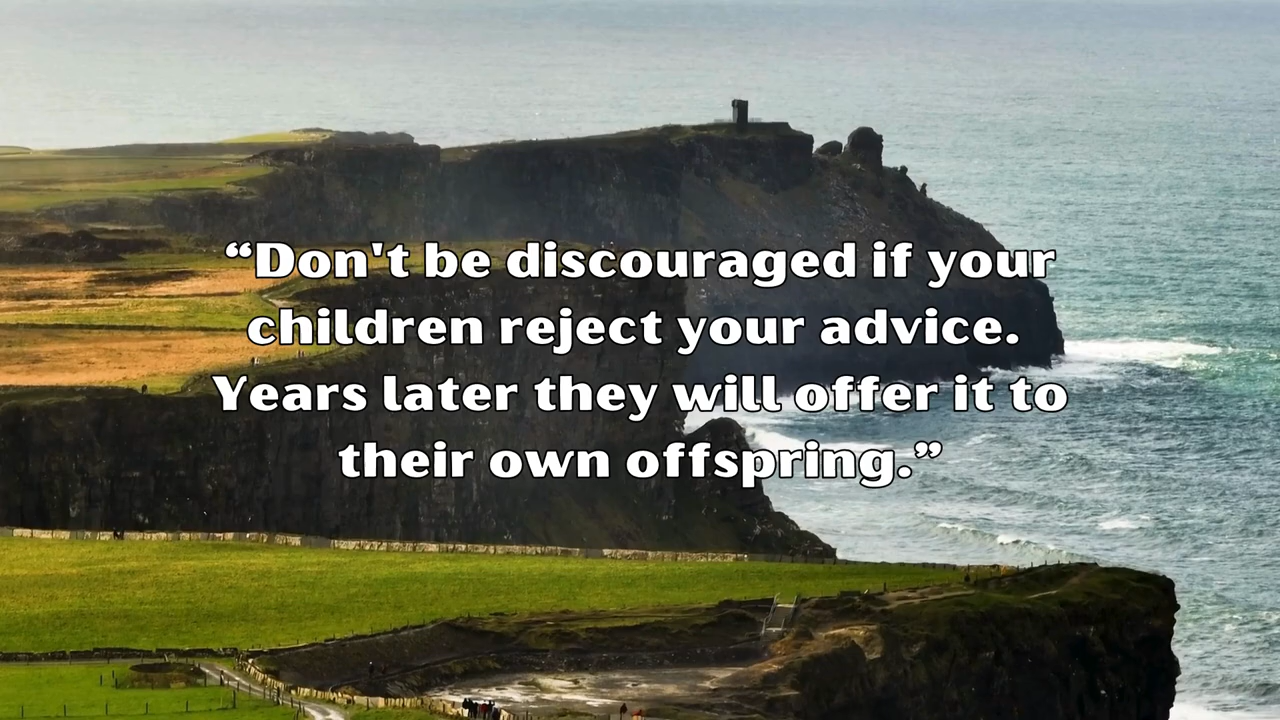 “Don't be discouraged if your
children reject your advice.
Years later they will offer it to
their own offspring.”